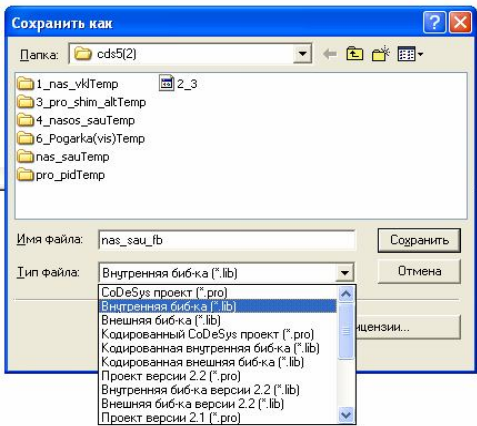 Сохранить как
Папка: cds5(2)
1_nas_vklTemp
3_pro_shim_altTemp
4_nasos_sauTemp
6_Pogarka(vis)Temp
nas_sauTemp
pro_pidTemp
2_3
Имя файла: nas_sau_fb Сохранить
Тип файла: Внутренняя биб-ка (*.lib) Отмена
CoDeSys проект (*.pro)
Внутренняя биб-ка (*.lib)
Внешняя биб-ка (*.lib)
Кодированный CoDeSys проект (*.pro)
Кодированная внутренняя биб-ка (*.lib)
Кодированная внешняя биб-ка (*.lib)
Проект версии 2.2 (*.pro)
Внутренняя биб-ка версии 2.2 (*.lib)
Внешняя биб-ка версии 2.2 (*.lib)
Проект версии 2.1 (*.pro)